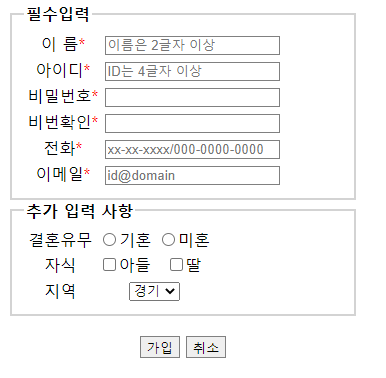 필수입력
이 름* 이름은 2글자 이상
아이디* ID는 4글자 이상
비밀번호*
비번확인*
전화* xx-xx-xxxx/000-0000-0000
이메일* id@domain
추가 입력 사항
결혼유무 기혼 미혼
자식 아들 딸
지역 경기
가입 취소